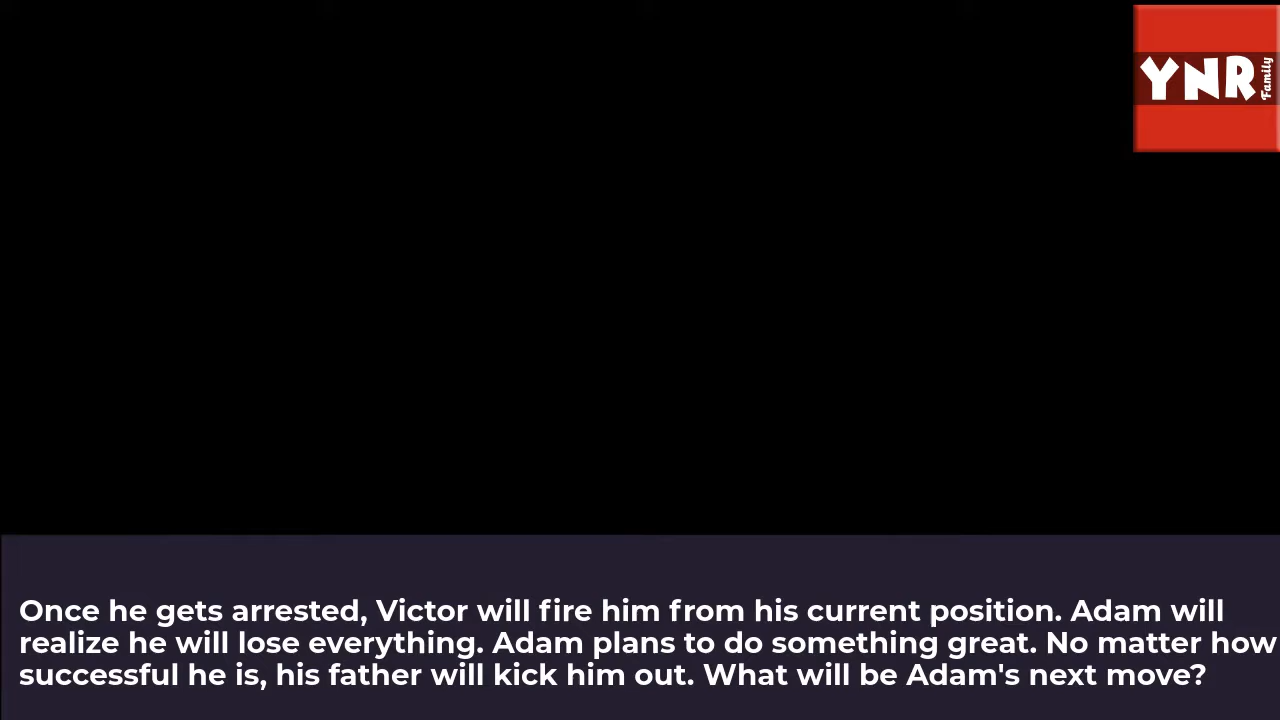 YNR
Family
Once he gets arrested, Victor will fire him from his current position. Adam will
realize he will lose everything. Adam plans to do something great. No matter how
successful he is, his father will kick him out. What will be Adam's next move?